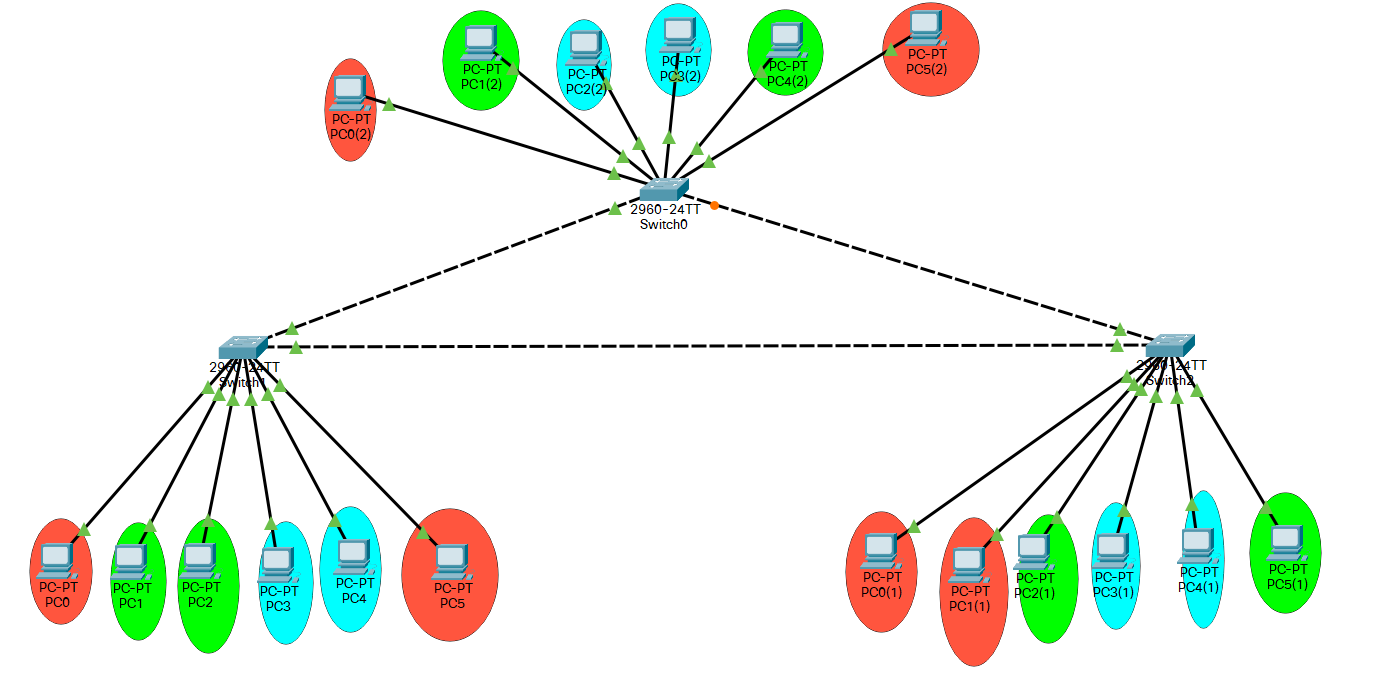 PC-PT
PC0(2)
PC-PT
PC1(2)
PC-PT
PC2(2)
PC-PT
PC3(2)
PC-PT
PC4(2)
PC-PT
PC5(2)
2960-24TT
Switch0
2960-24TT
Switch1
2960-24TT
Switch2
PC-PT
PC0
PC-PT
PC1
PC-PT
PC2
PC-PT
PC3
PC-PT
PC4
PC-PT
PC5
PC-PT
PC0(1)
PC-PT
PC1(1)
PC-PT
PC2(1)
PC-PT
PC3(1)
PC-PT
PC4(1)
PC-PT
PC5(1)